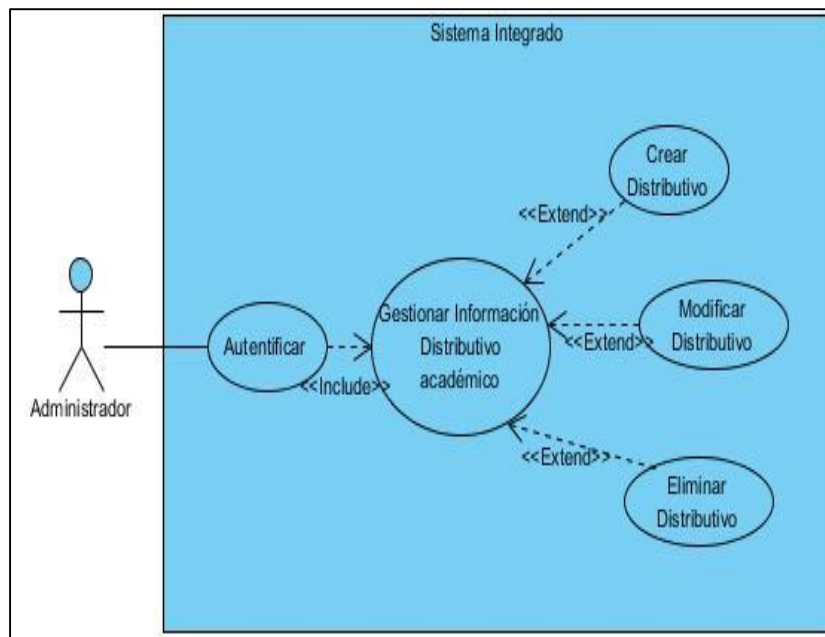 Sistema Integrado
Crear
Distributivo
<<Extend>>
Gestionar Información
Distributivo
académico
Modificar
Distributivo
<<Extend>>
Autentificar
<<Include>>
Administrador
<<Extend>>
Eliminar
Distributivo